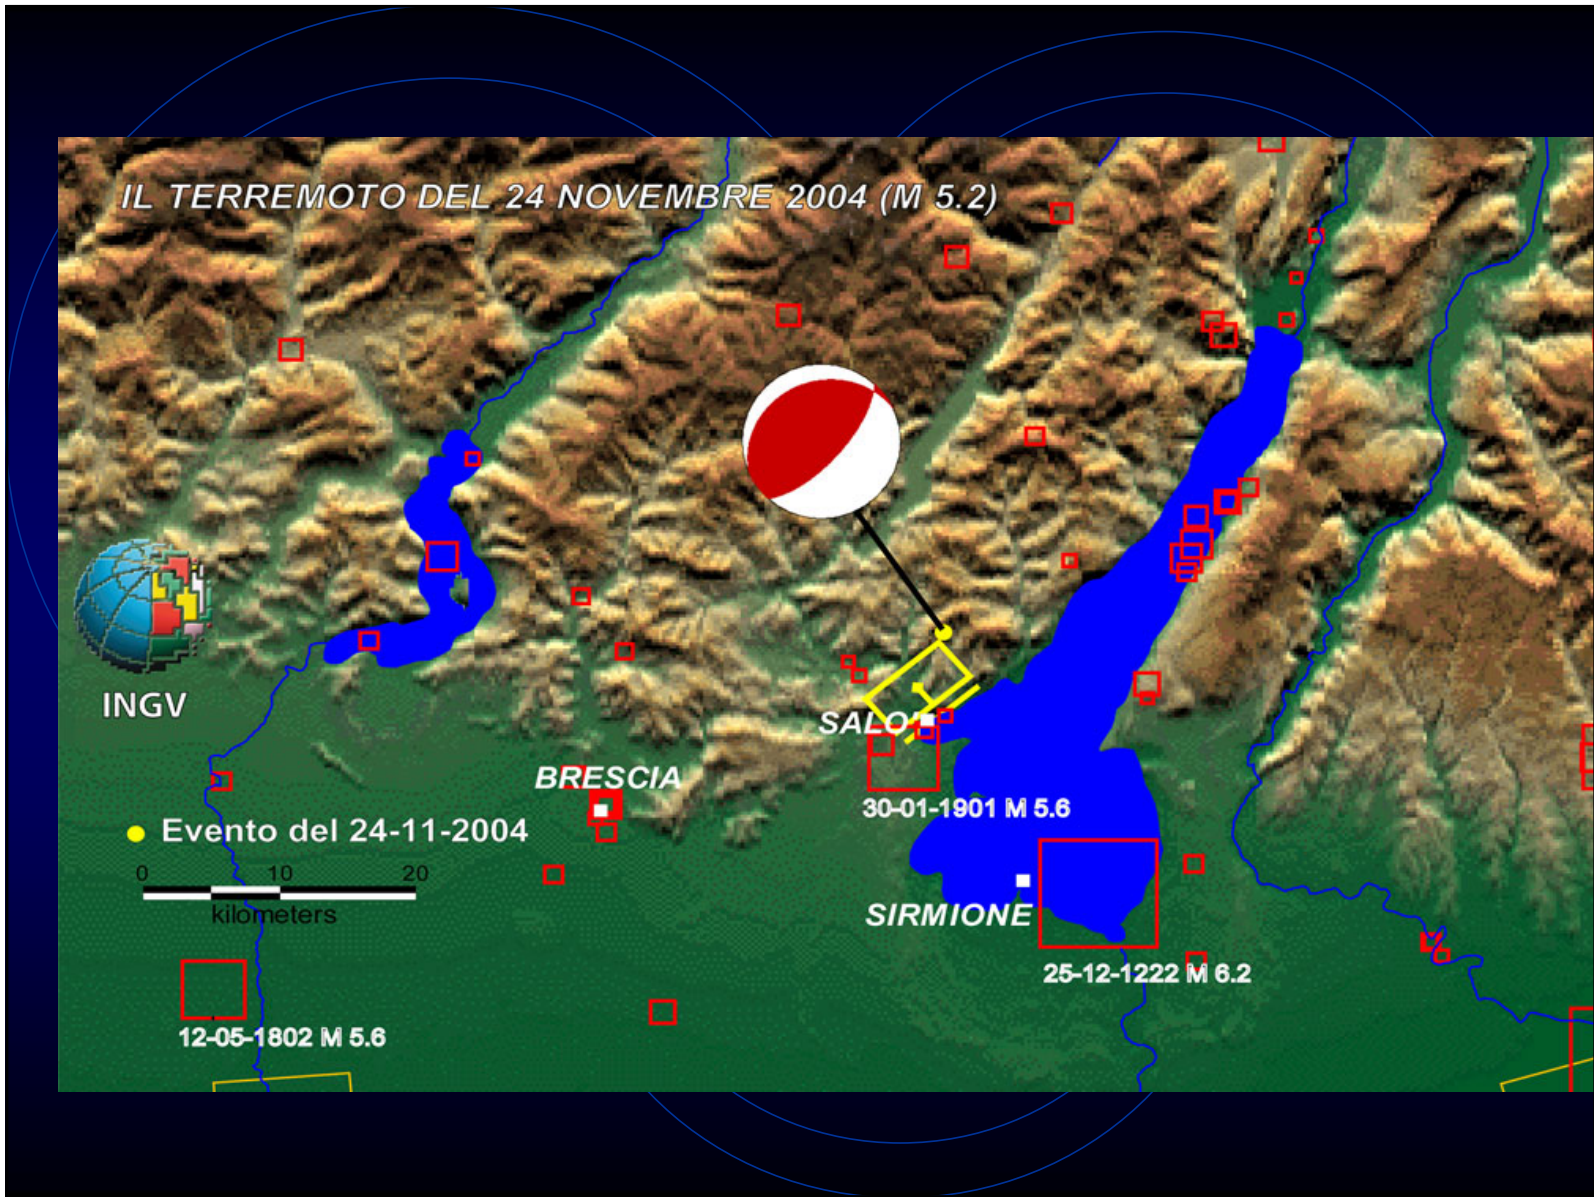 IL TERREMOTO DEL 24 NOVEMBRE 2004 (M 5.2)
INGV
SALO'
BRESCIA
30-01-1901 M 5.6
Evento del 24-11-2004
0 10 20
kilometers
SIRMIONE
25-12-1222 M 6.2
12-05-1802 M 5.6